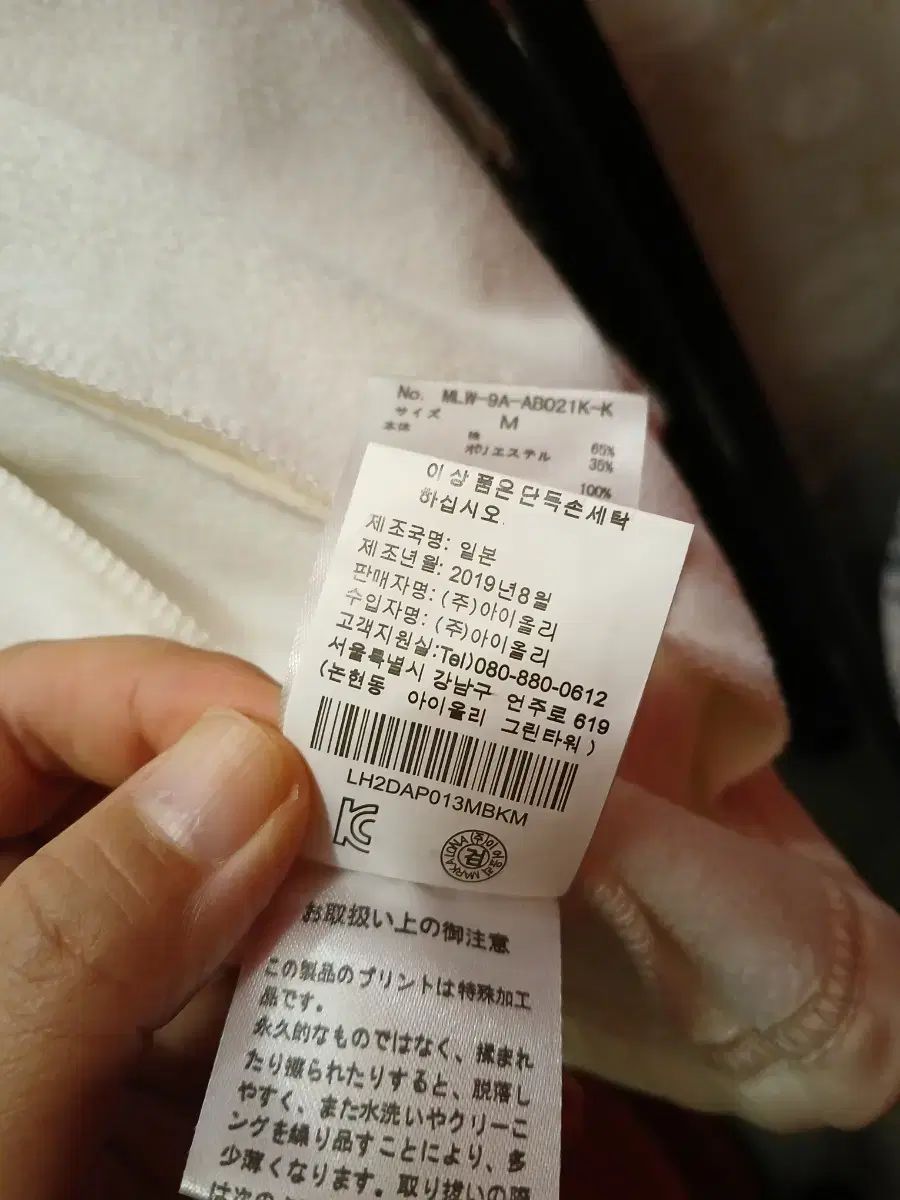 No. MLW-9A-AB021K-K
サイズ M
本体 綿 65%
ポリエステル 35%
100%
이 상품은 단독손세탁
하십시오
제조국명: 일본
제조년월: 2019년8월
판매자명: (주)아이올리
수입자명: (주)아이올리
고객지원실:Tel)080-880-0612
서울특별시 강남구 언주로 619
(논현동 아이올리 그린타워)
LH2DAP013MBKM
KC
검
お取扱い上の御注意
この製品のプリントは特殊加工
品です。
永久的なものではなく、揉まれ
たり擦られたりすると、脱落し
やすく、また水洗いやクリーニ
ングを繰り品すことにより、多
少薄くなります。取り扱いの際
は次の